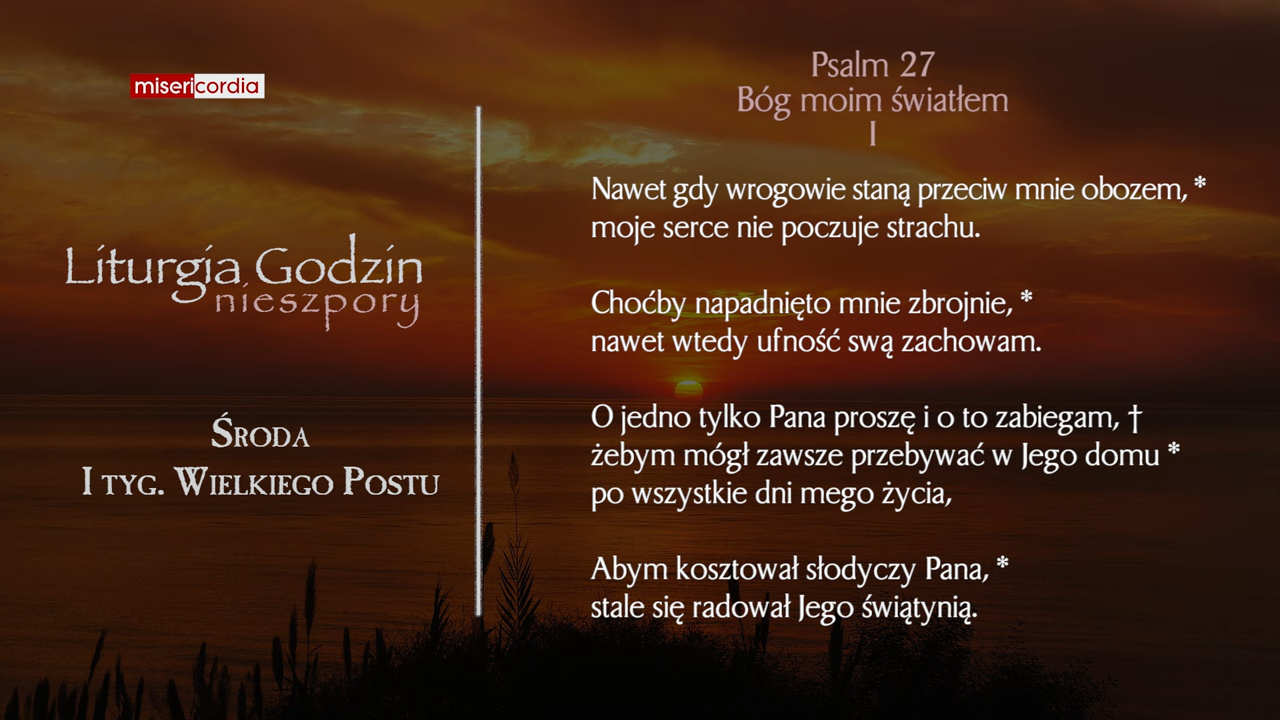 misericordia
Liturgia Godzin
nieszpory
Środa
I tyg. Wielkiego Postu
Psalm 27
Bóg moim światłem
I
Nawet gdy wrogowie staną przeciw mnie obozem, *
moje serce nie poczuje strachu.
Choćby napadnięto mnie zbrojnie, *
nawet wtedy ufność swą zachowam.
O jedno tylko Pana proszę i o to zabiegam, †
żebym mógł zawsze przebywać w Jego domu *
po wszystkie dni mego życia,
Abym kosztował słodyczy Pana, *
stale się radował Jego świątynią.